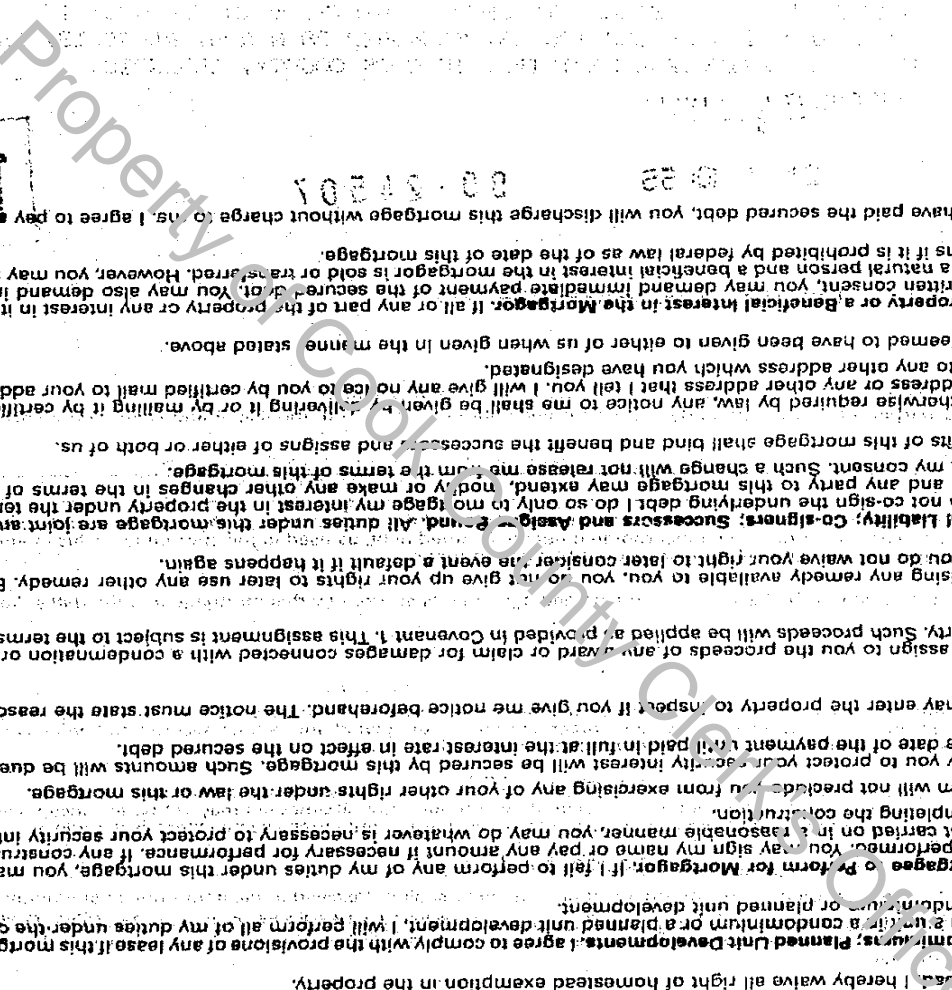 I hereby waive all right of homestead exemption in the property.
Planned Unit Developments. I agree to comply with the provisions of any lease if this mortg
a unit in a condominium or a planned unit development, I will perform all of my duties under the c
or planned unit development.
to Perform for Mortgagor. If I fail to perform any of my duties under this mortgage, you ma
performed. You may sign my name or pay any amount if necessary for performance. If any constru
t carried on in a reasonable manner, you may do whatever is necessary to protect your security int
mpleting the construction.
m will not preclude you from exercising any of your other rights under the law or this mortgage.
y you to protect your security interest will be secured by this mortgage. Such amounts will be due
e date of the payment until paid in full at the interest rate in effect on the secured debt.
nay enter the property to inspect if you give me notice beforehand. The notice must state the reaso
assign to you the proceeds of any award or claim for damages connected with a condemnation or
rty. Such proceeds will be applied as provided in Covenant 1. This assignment is subject to the terms
ising any remedy available to you, you do not give up your rights to later use any other remedy. B
ou do not waive your right to later consider the event a default if it happens again.
l Liability; Co-signers; Successors and Assigns Bound. All duties under this mortgage are joint an
not co-sign the underlying debt I do so only to mortgage my interest in the property under the ter
and any party to this mortgage may extend, modify or make any other changes in the terms of
my consent. Such a change will not release me from the terms of this mortgage.
its of this mortgage shall bind and benefit the successors and assigns of either or both of us.
therwise required by law, any notice to me shall be given by delivering it or by mailing it by certifi
ddress or any other address that I tell you. I will give any notice to you by certified mail to your add
to any other address which you have designated.
eemed to have been given to either of us when given in the manner stated above.
operty or a Beneficial Interest in the Mortgagor. If all or any part of the property or any interest in it
ritten consent, you may demand immediate payment of the secured debt. You may also demand i
a natural person and a beneficial interest in the mortgagor is sold or transferred. However, you may
ns if it is prohibited by federal law as of the date of this mortgage.
have paid the secured debt, you will discharge this mortgage without charge to me. I agree to pay a
Property of Cook County Clerk's Office